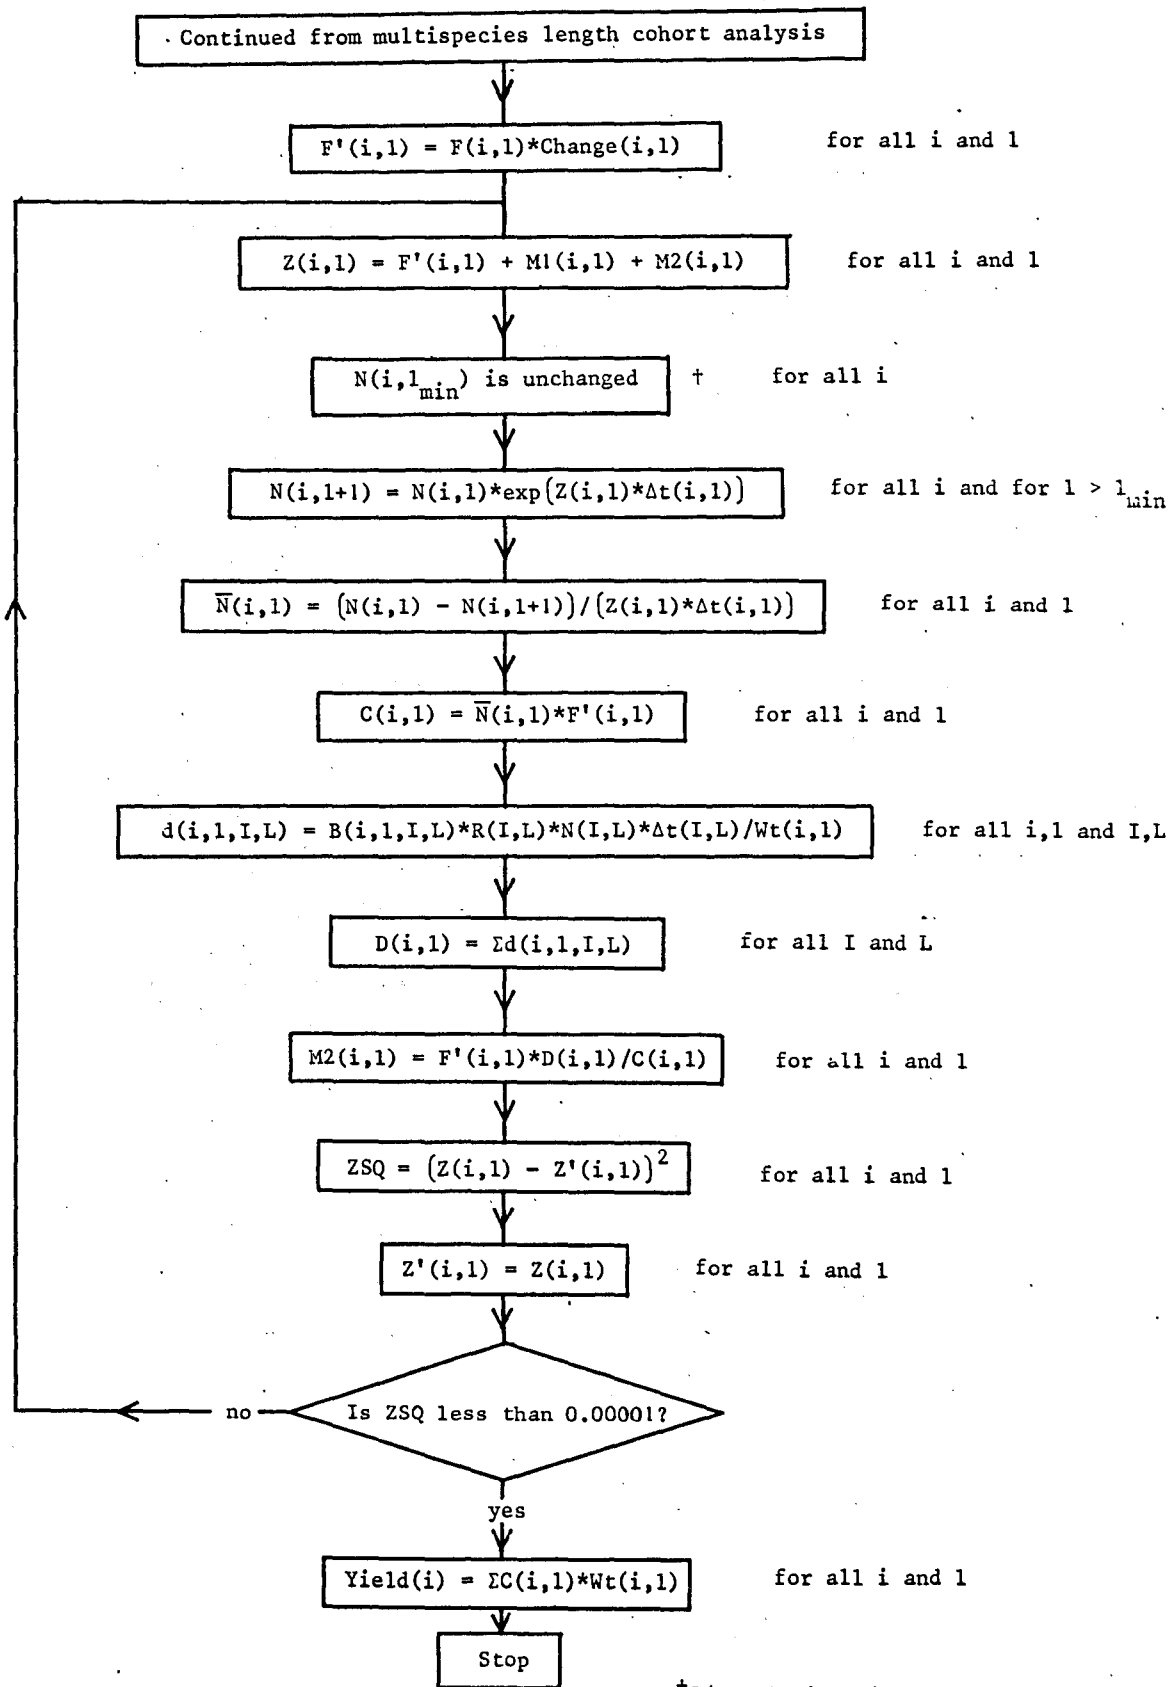 Continued from multispecies length cohort analysis
F'(i,l) = F(i,l)*Change(i,l) for all i and l
Z(i,l) = F'(i,l) + M1(i,l) + M2(i,l) for all i and l
N(i,l_min) is unchanged † for all i
N(i,l+1) = N(i,l)*exp(Z(i,l)*Δt(i,l)) for all i and for l > l_min
N̅(i,l) = (N(i,l) - N(i,l+1))/(Z(i,l)*Δt(i,l)) for all i and l
C(i,l) = N̅(i,l)*F'(i,l) for all i and l
d(i,l,I,L) = B(i,l,I,L)*R(I,L)*N(I,L)*Δt(I,L)/Wt(i,l) for all i,l and I,L
D(i,l) = Σd(i,l,I,L) for all I and L
M2(i,l) = F'(i,l)*D(i,l)/C(i,l) for all i and l
ZSQ = (Z(i,l) - Z'(i,l))² for all i and l
Z'(i,l) = Z(i,l) for all i and l
no Is ZSQ less than 0.00001?
yes
Yield(i) = ΣC(i,l)*Wt(i,l) for all i and l
Stop
†